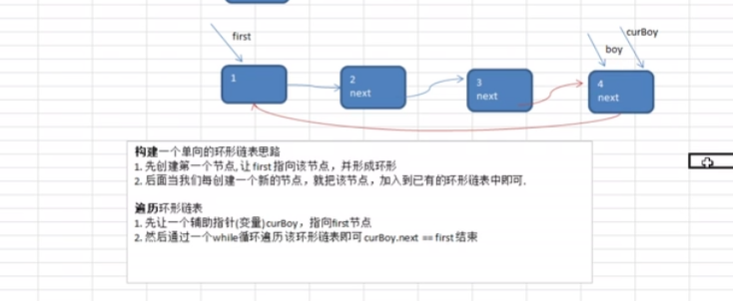 first
curBoy
boy
1
2
next
3
next
4
next
构建一个单向的环形链表思路
1. 先创建第一个节点, 让 first 指向该节点，并形成环形
2. 后面当我们每创建一个新的节点，就把该节点，加入到已有的环形链表中即可.
遍历环形链表
1. 先让一个辅助指针(变量) curBoy，指向first节点
2. 然后通过一个while循环遍历 该环形链表即可 curBoy.next == first 结束